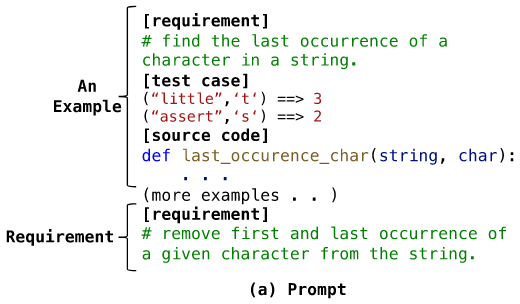 [requirement]
# find the last occurrence of a
character in a string.
[test case]
(“little”,‘t‘) ==> 3
(“assert”,‘s‘) ==> 2
[source code]
def last_occurence_char(string, char):
. . .
(more examples . . )
An
Example
[requirement]
# remove first and last occurrence of
a given character from the string.
Requirement
(a) Prompt